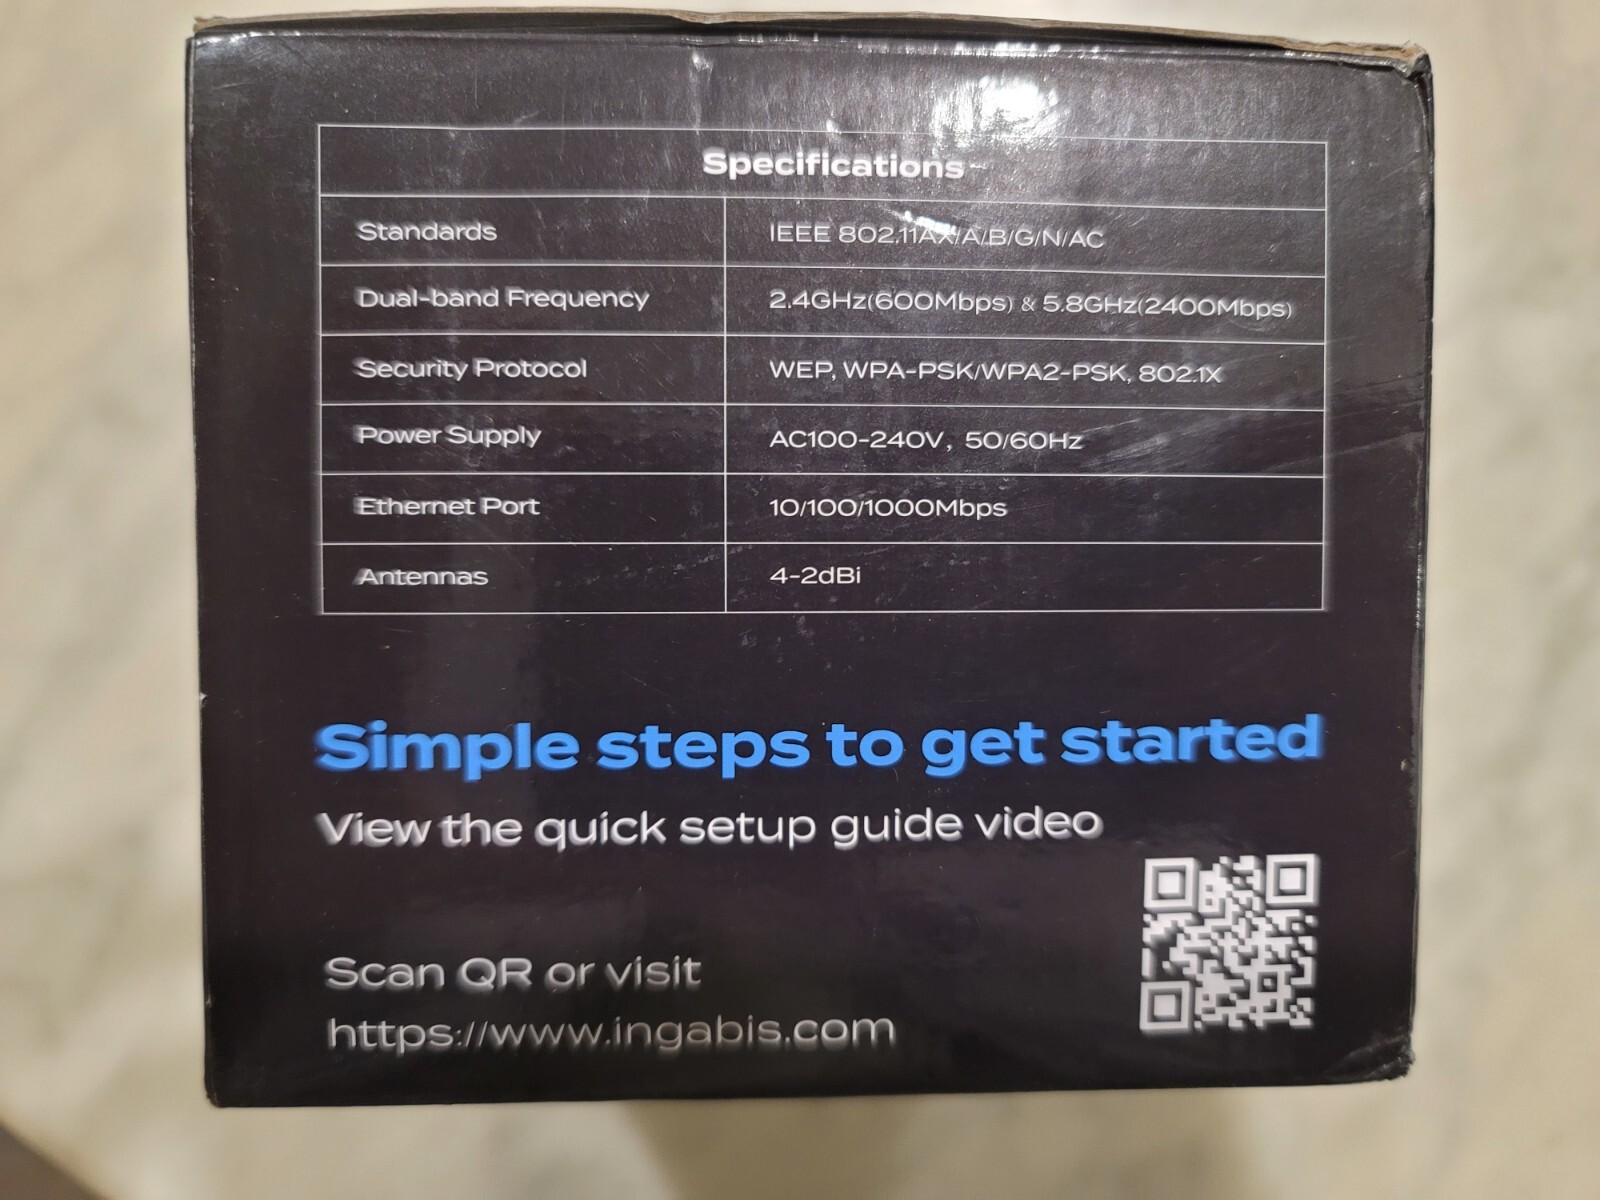 Specifications
Standards IEEE 802.11AX/A/B/G/N/AC
Dual-band Frequency 2.4GHz(600Mbps) & 5.8GHz(2400Mbps)
Security Protocol WEP, WPA-PSK/WPA2-PSK, 802.1X
Power Supply AC100-240V, 50/60Hz
Ethernet Port 10/100/1000Mbps
Antennas 4-2dBi
Simple steps to get started
View the quick setup guide video
Scan QR or visit
https://www.ingabis.com